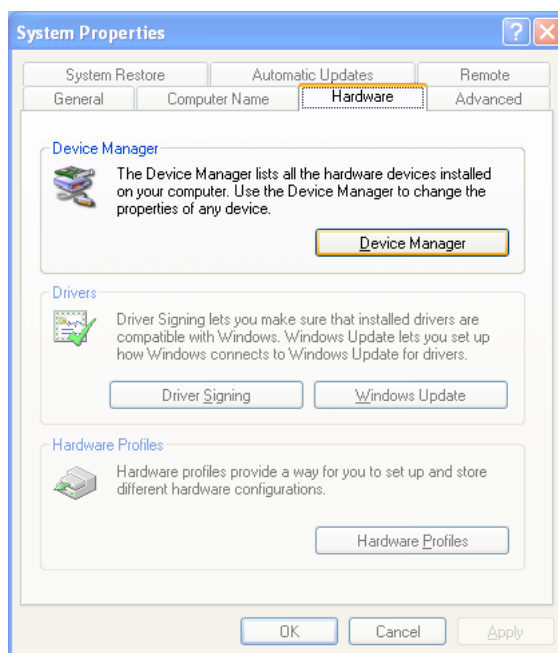 System Properties
System Restore Automatic Updates Remote
General Computer Name Hardware Advanced
Device Manager
The Device Manager lists all the hardware devices installed
on your computer. Use the Device Manager to change the
properties of any device.
Device Manager
Drivers
Driver Signing lets you make sure that installed drivers are
compatible with Windows. Windows Update lets you set up
how Windows connects to Windows Update for drivers.
Driver Signing Windows Update
Hardware Profiles
Hardware profiles provide a way for you to set up and store
different hardware configurations.
Hardware Profiles
OK Cancel Apply